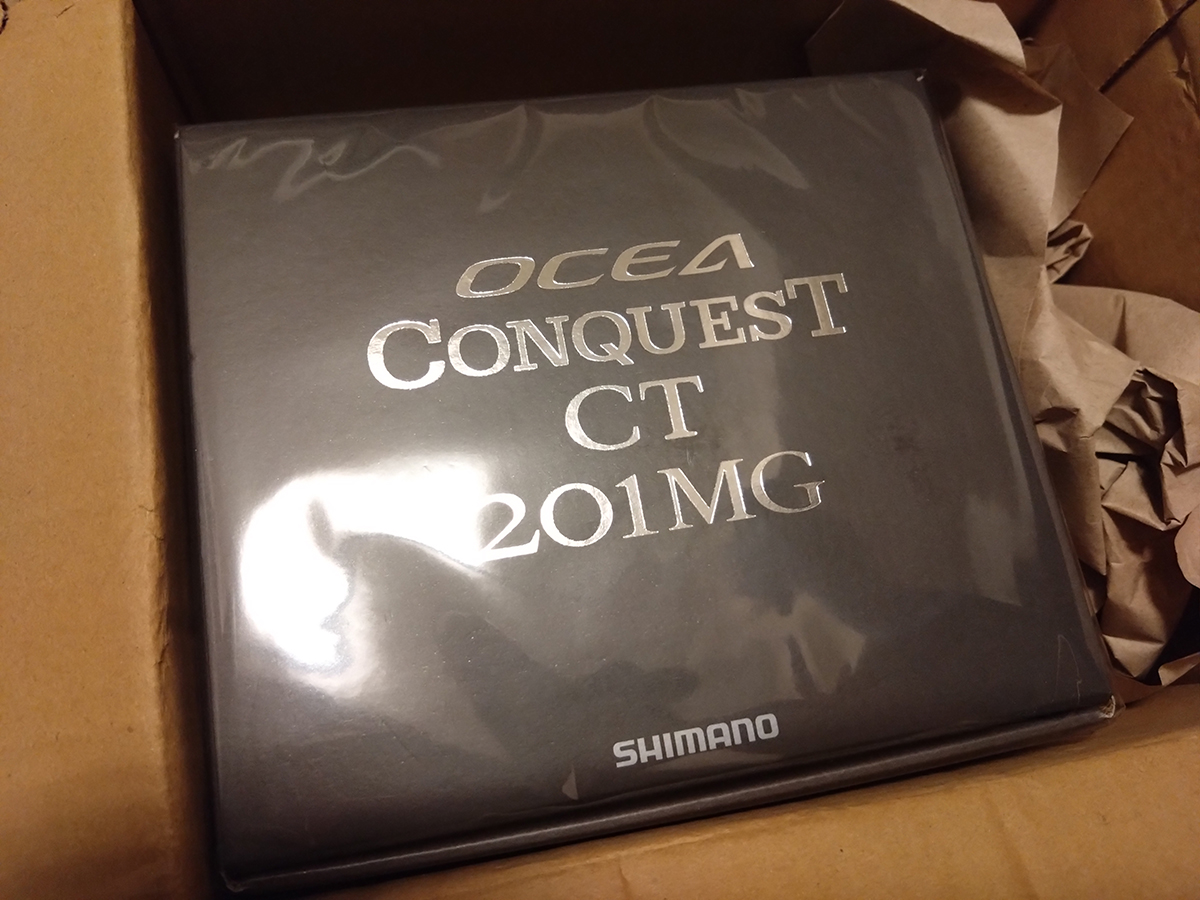 OCEA
CONQUEST
CT
201MG
SHIMANO